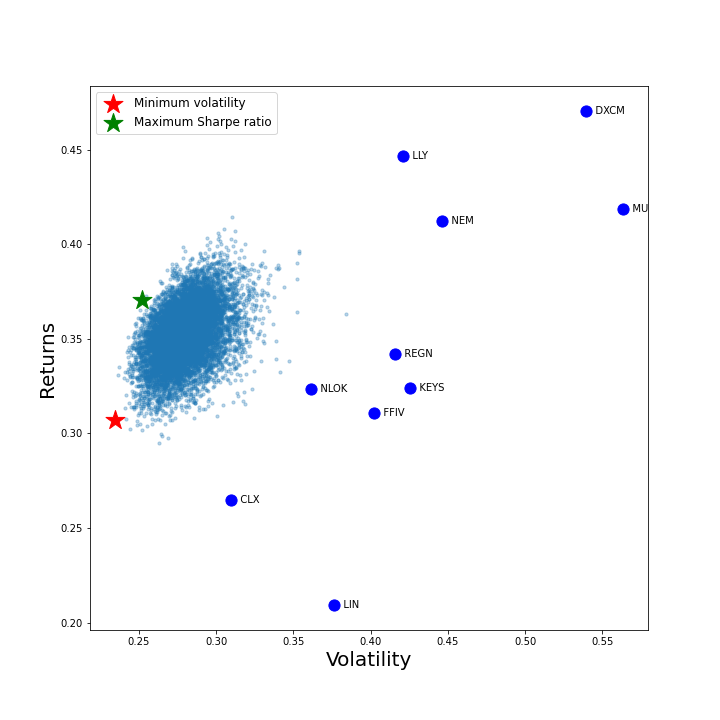 Minimum volatility
Maximum Sharpe ratio
DXCM
LLY
MU
NEM
REGN
NLOK
KEYS
FFIV
CLX
LIN
0.45
0.40
0.35
0.30
0.25
0.20
Returns
0.25 0.30 0.35 0.40 0.45 0.50 0.55
Volatility